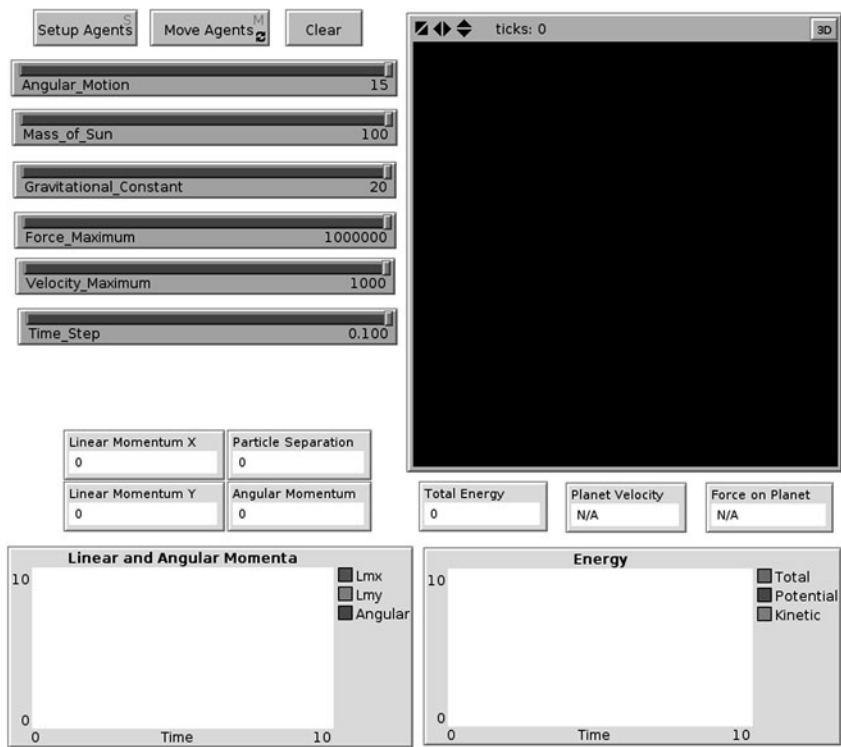 Setup Agents S
Move Agents M
Clear
Angular_Motion 15
Mass_of_Sun 100
Gravitational_Constant 20
Force_Maximum 1000000
Velocity_Maximum 1000
Time_Step 0.100
ticks: 0
3D
Linear Momentum X
0
Particle Separation
0
Linear Momentum Y
0
Angular Momentum
0
Total Energy
0
Planet Velocity
N/A
Force on Planet
N/A
Linear and Angular Momenta
10
0
0 Time 10
Lmx
Lmy
Angular
Energy
10
0
0 Time 10
Total
Potential
Kinetic